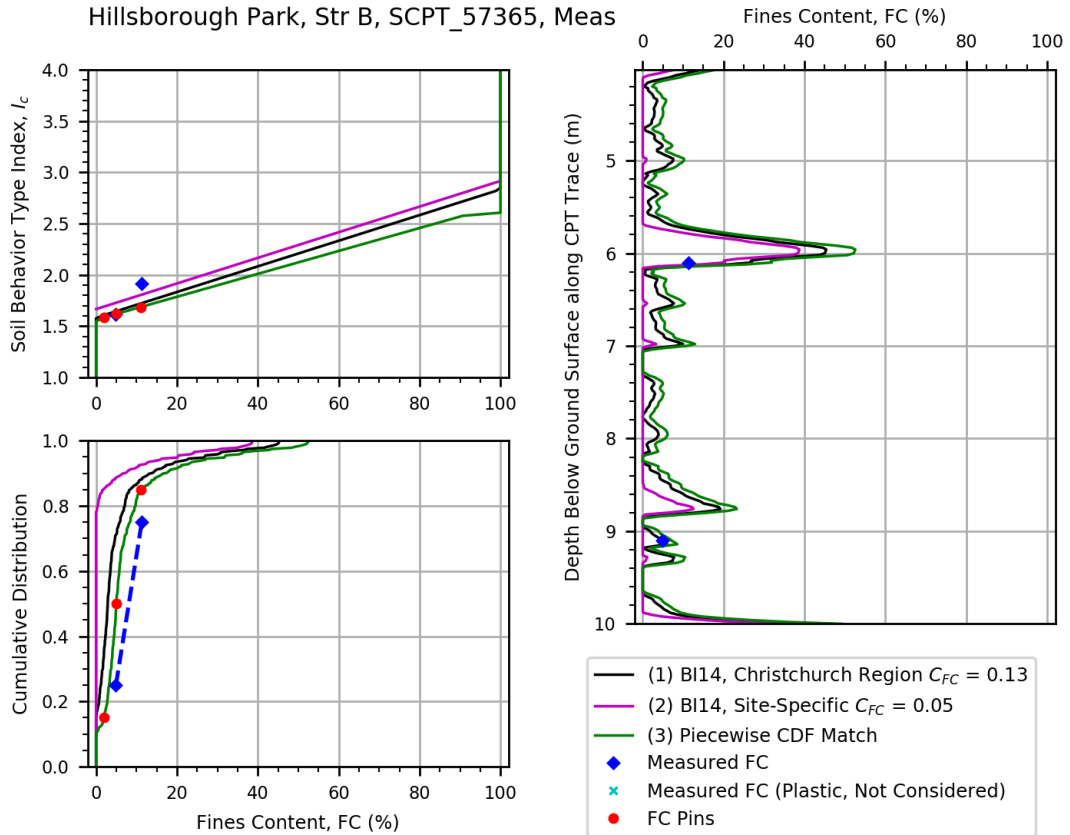 Hillsborough Park, Str B, SCPT_57365, Meas
Soil Behavior Type Index, I_c
4.0
3.5
3.0
2.5
2.0
1.5
1.0
0 20 40 60 80 100
Cumulative Distribution
1.0
0.8
0.6
0.4
0.2
0.0
0 20 40 60 80 100
Fines Content, FC (%)
Fines Content, FC (%)
0 20 40 60 80 100
Depth Below Ground Surface along CPT Trace (m)
5
6
7
8
9
10
(1) BI14, Christchurch Region C_FC = 0.13
(2) BI14, Site-Specific C_FC = 0.05
(3) Piecewise CDF Match
Measured FC
Measured FC (Plastic, Not Considered)
FC Pins